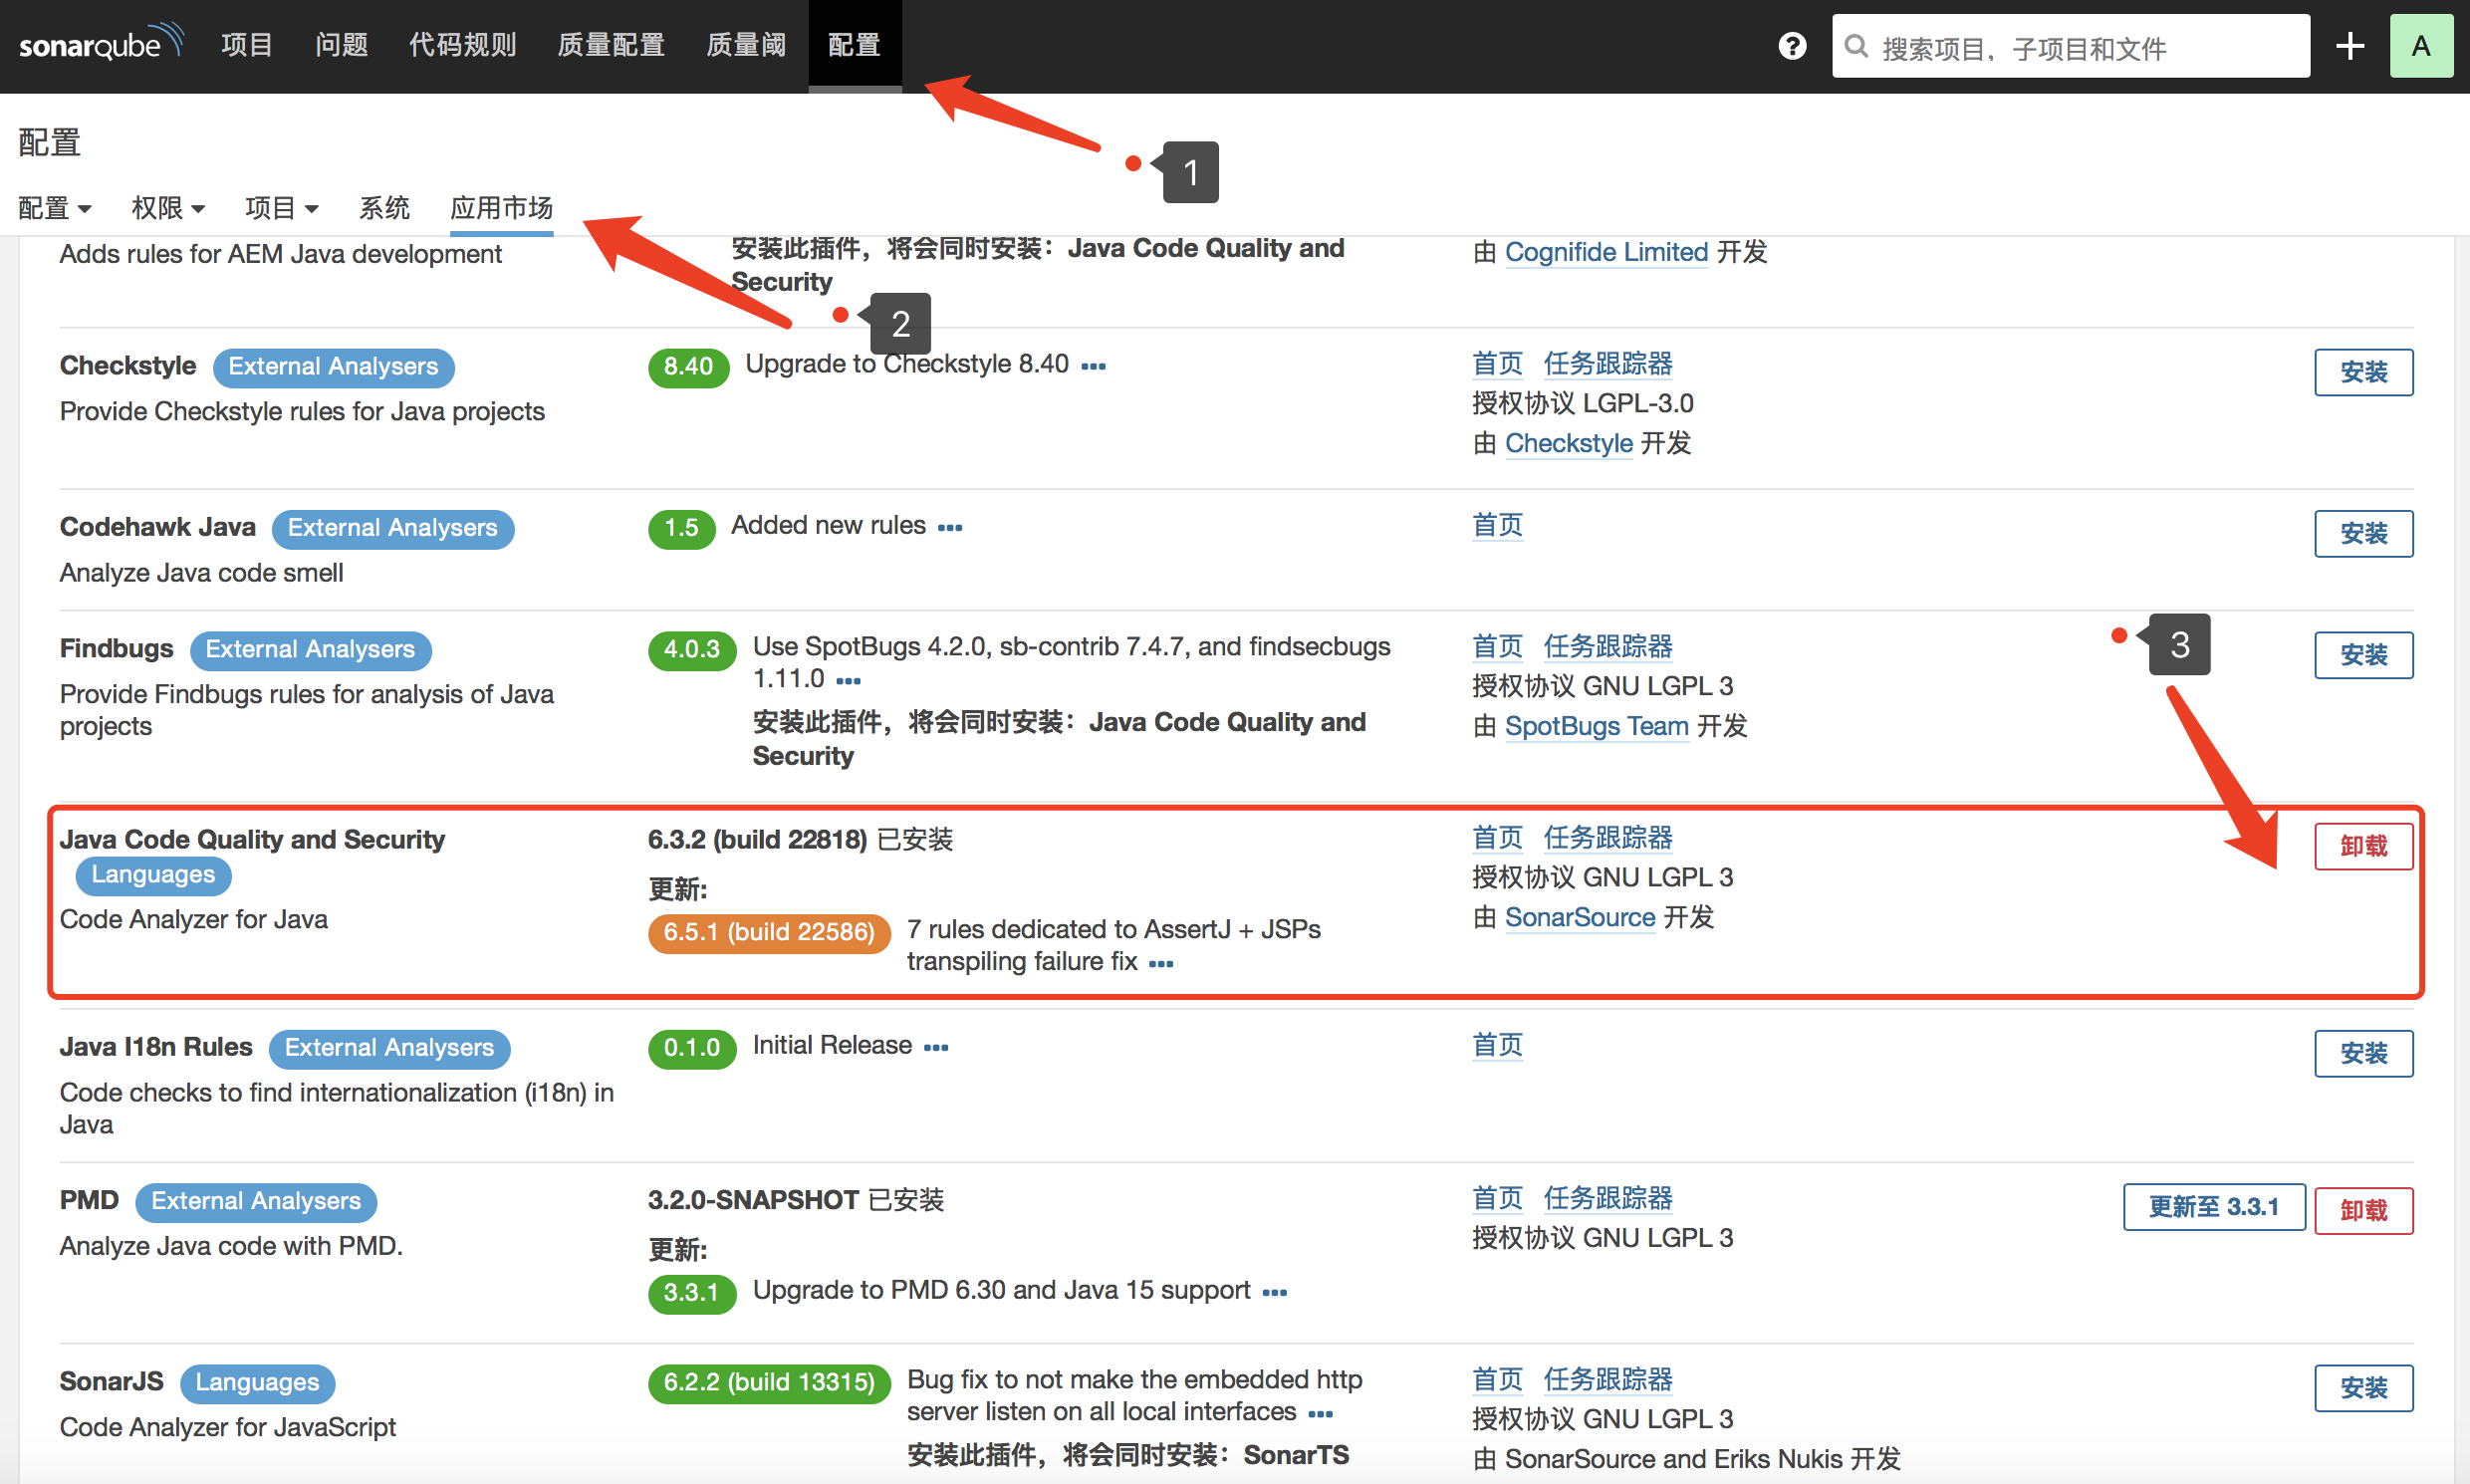 sonarqube 项目 问题 代码规则 质量配置 质量阈 配置 ? 搜索项目，子项目和文件 + A
配置
1
配置 权限 项目 系统 应用市场
Adds rules for AEM Java development
安装此插件，将会同时安装：Java Code Quality and
Security
由 Cognifide Limited 开发
2
Checkstyle External Analysers
Provide Checkstyle rules for Java projects
8.40 Upgrade to Checkstyle 8.40 •••
首页 任务跟踪器
授权协议 LGPL-3.0
由 Checkstyle 开发
安装
Codehawk Java External Analysers
Analyze Java code smell
1.5 Added new rules •••
首页
安装
Findbugs External Analysers
Provide Findbugs rules for analysis of Java
projects
4.0.3 Use SpotBugs 4.2.0, sb-contrib 7.4.7, and findsecbugs
1.11.0 •••
安装此插件，将会同时安装：Java Code Quality and
Security
首页 任务跟踪器
授权协议 GNU LGPL 3
由 SpotBugs Team 开发
3
安装
Java Code Quality and Security
Languages
Code Analyzer for Java
6.3.2 (build 22818) 已安装
更新:
6.5.1 (build 22586) 7 rules dedicated to AssertJ + JSPs
transpiling failure fix •••
首页 任务跟踪器
授权协议 GNU LGPL 3
由 SonarSource 开发
卸载
Java I18n Rules External Analysers
Code checks to find internationalization (i18n) in
Java
0.1.0 Initial Release •••
首页
安装
PMD External Analysers
Analyze Java code with PMD.
3.2.0-SNAPSHOT 已安装
更新:
3.3.1 Upgrade to PMD 6.30 and Java 15 support •••
首页 任务跟踪器
授权协议 GNU LGPL 3
更新至 3.3.1 卸载
SonarJS Languages
Code Analyzer for JavaScript
6.2.2 (build 13315) Bug fix to not make the embedded http
server listen on all local interfaces •••
安装此插件，将会同时安装：SonarTS
首页 任务跟踪器
授权协议 GNU LGPL 3
由 SonarSource and Eriks Nukis 开发
安装